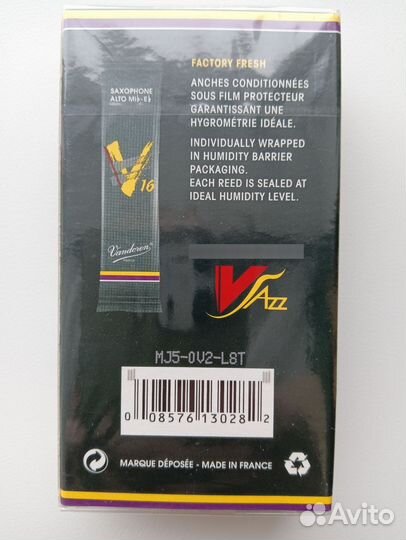 FACTORY FRESH
SAXOPHONE
ALTO Mi♭-E♭
ANCHES CONDITIONNÉES
SOUS FILM PROTECTEUR
GARANTISSANT UNE
HYGROMÉTRIE IDÉALE.
INDIVIDUALLY WRAPPED
IN HUMIDITY BARRIER
PACKAGING.
EACH REED IS SEALED AT
IDEAL HUMIDITY LEVEL.
V16
Vandoren
PARIS
V JAZZ
MJ5-0V2-L8T
0 08576 13028 2
MARQUE DÉPOSÉE - MADE IN FRANCE
Avito